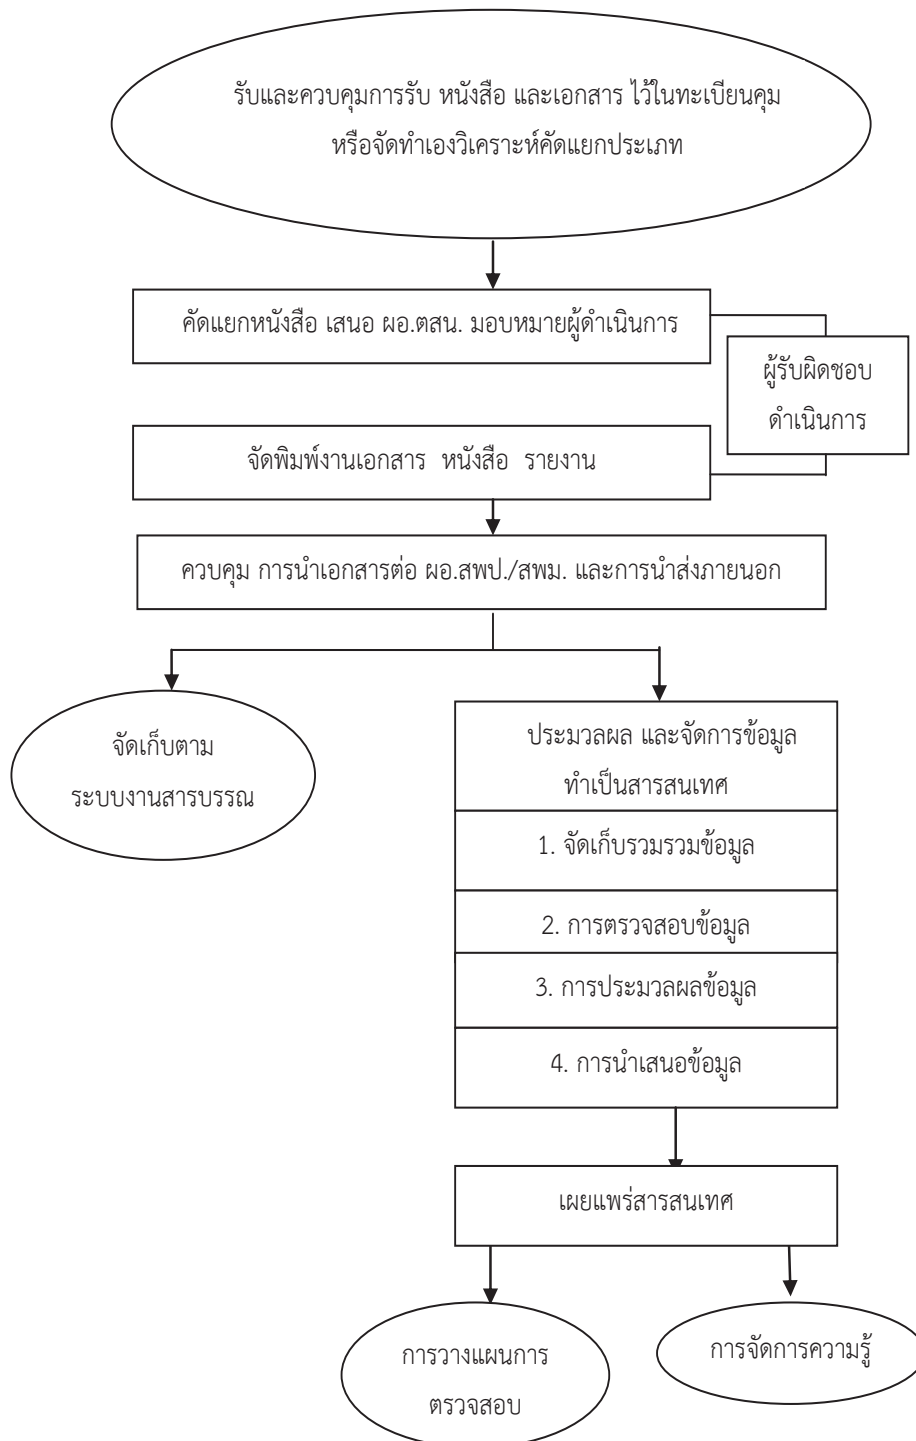 รับและควบคุมการรับ หนังสือ และเอกสาร ไว้ในทะเบียนคุม
หรือจัดทำเองวิเคราะห์คัดแยกประเภท
คัดแยกหนังสือ เสนอ ผอ.ตสน. มอบหมายผู้ดำเนินการ
ผู้รับผิดชอบ
ดำเนินการ
จัดพิมพ์งานเอกสาร หนังสือ รายงาน
ควบคุม การนำเอกสารต่อ ผอ.สพป./สพม. และการนำส่งภายนอก
จัดเก็บตาม
ระบบงานสารบรรณ
ประมวลผล และจัดการข้อมูล
ทำเป็นสารสนเทศ
1. จัดเก็บรวมรวมข้อมูล
2. การตรวจสอบข้อมูล
3. การประมวลผลข้อมูล
4. การนำเสนอข้อมูล
เผยแพร่สารสนเทศ
การวางแผนการ
ตรวจสอบ
การจัดการความรู้